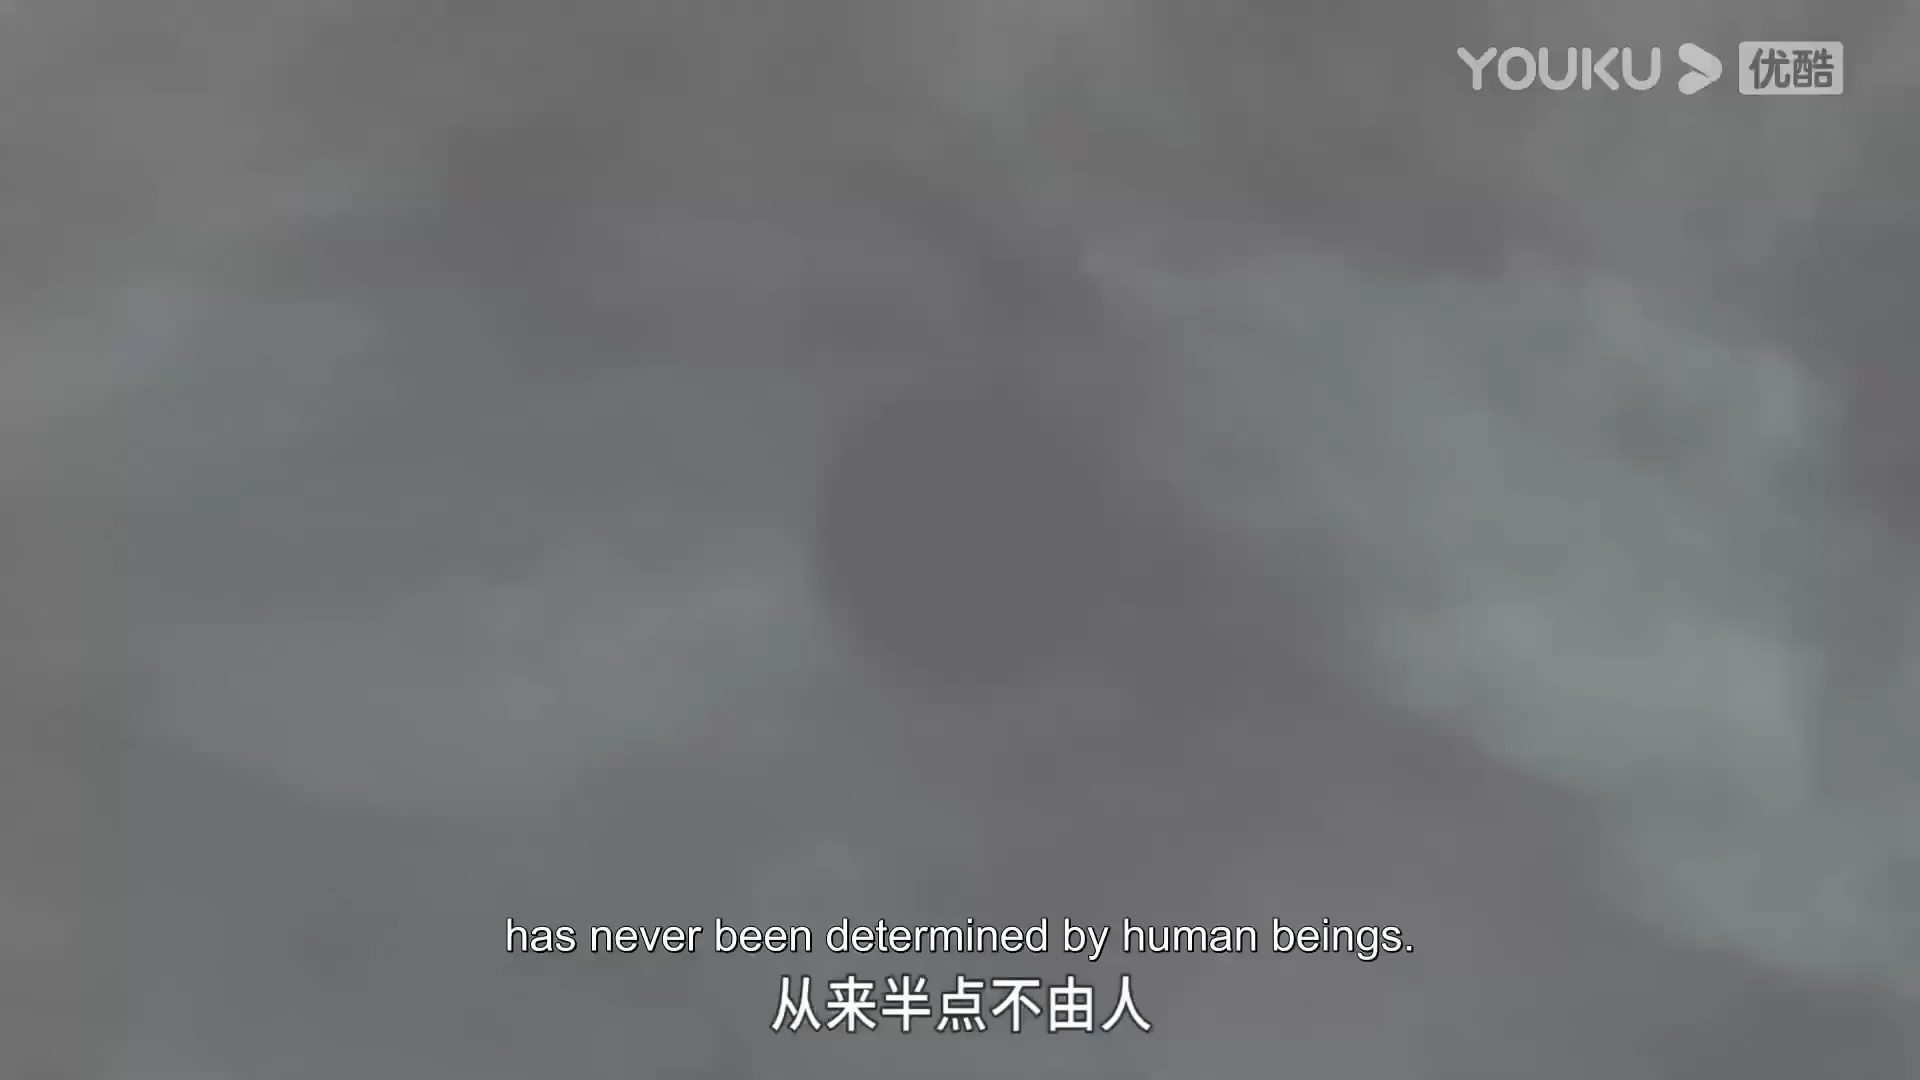 YOUKU 优酷
has never been determined by human beings.
从来半点不由人